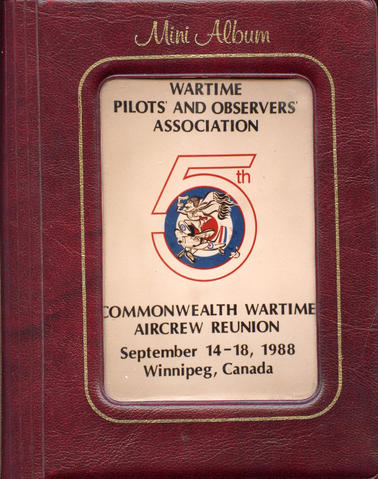 Mini Album
WARTIME
PILOTS' AND OBSERVERS'
ASSOCIATION
5th
COMMONWEALTH WARTIME
AIRCREW REUNION
September 14-18, 1988
Winnipeg, Canada